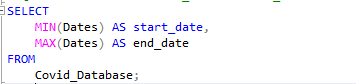 SELECT
MIN(Dates) AS start_date,
MAX(Dates) AS end_date
FROM
Covid_Database;